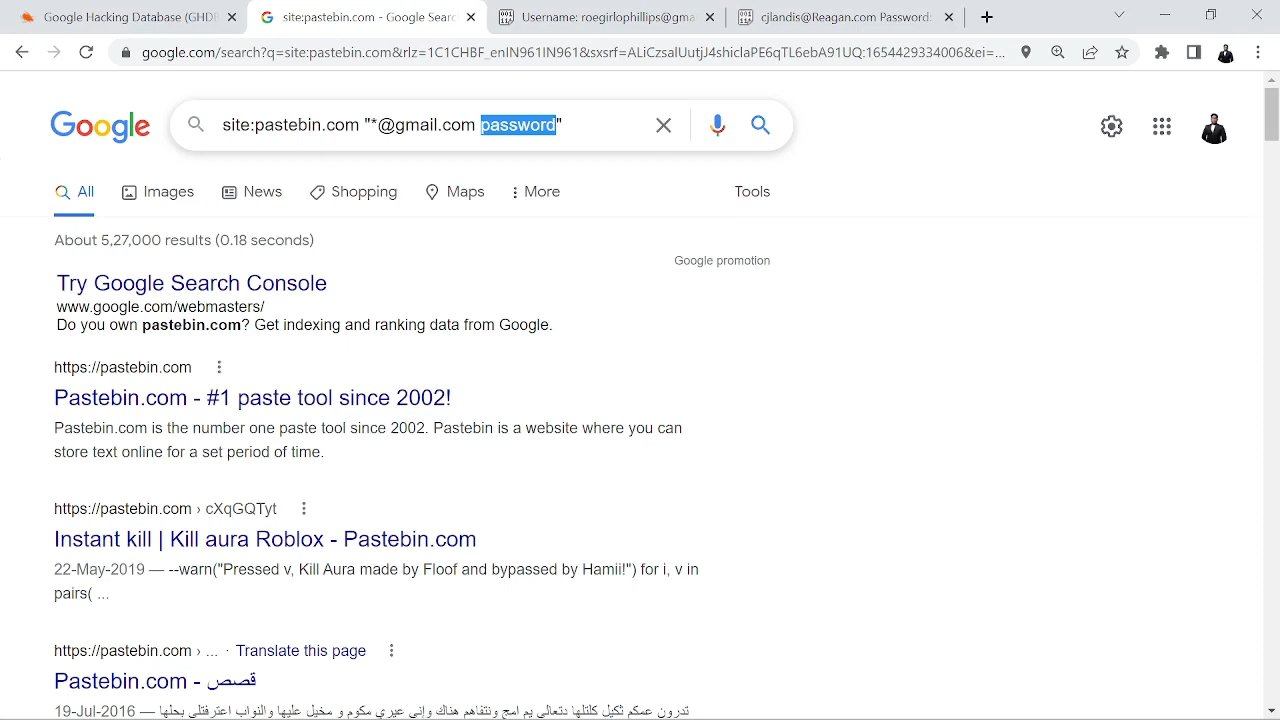 Google Hacking Database (GHD
site:pastebin.com - Google Sear
Username: roegirlophillips@gma
cjlandis@Reagan.com Password:
google.com/search?q=site:pastebin.com&rlz=1C1CHBF_enIN961IN961&sxsrf=ALiCzsalUutjJ4shicIaPE6qTL6ebA91UQ:1654429334006&ei=...
Google
site:pastebin.com "*@gmail.com password"
All
Images
News
Shopping
Maps
More
Tools
About 5,27,000 results (0.18 seconds)
Google promotion
Try Google Search Console
www.google.com/webmasters/
Do you own pastebin.com? Get indexing and ranking data from Google.
https://pastebin.com
Pastebin.com - #1 paste tool since 2002!
Pastebin.com is the number one paste tool since 2002. Pastebin is a website where you can
store text online for a set period of time.
https://pastebin.com › cXqGQTyt
Instant kill | Kill aura Roblox - Pastebin.com
22-May-2019 — --warn("Pressed v, Kill Aura made by Floof and bypassed by Hamii!") for i, v in
pairs( ...
https://pastebin.com › ... · Translate this page
Pastebin.com - قصص
19-Jul-2016 —